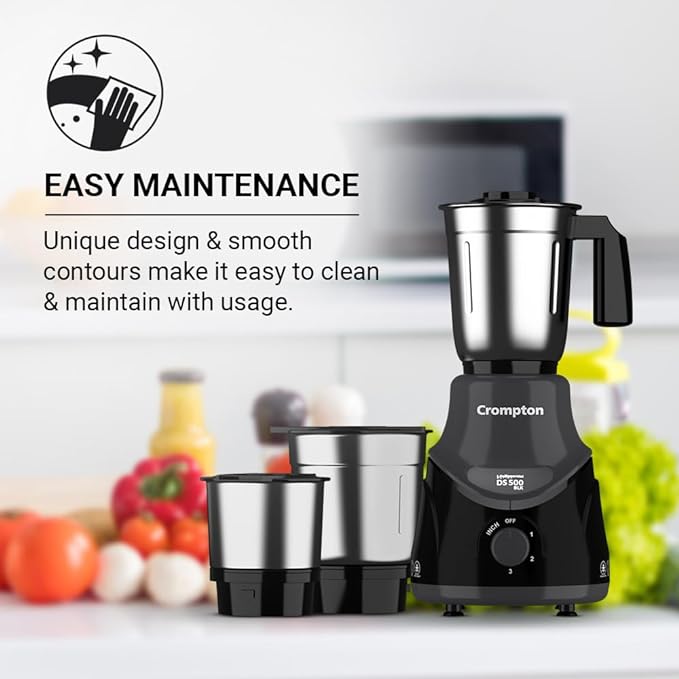 EASY MAINTENANCE
Unique design & smooth
contours make it easy to clean
& maintain with usage.
Crompton
DS 500
BLK
INCH OFF
1
2
3